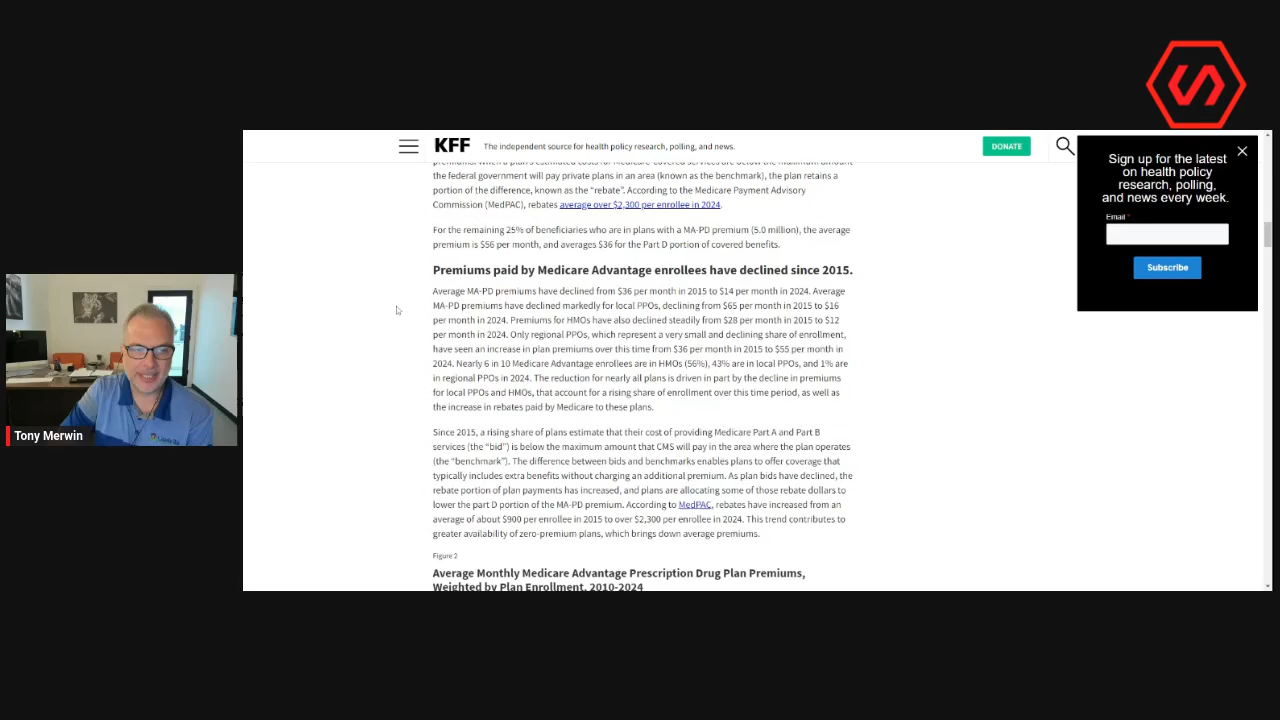 KFF
The independent source for health policy research, polling, and news.
DONATE
premiums. When a plan's estimated costs for Medicare-covered services are below the maximum amount
the federal government will pay private plans in an area (known as the benchmark), the plan retains a
portion of the difference, known as the “rebate”. According to the Medicare Payment Advisory
Commission (MedPAC), rebates average over $2,300 per enrollee in 2024.
For the remaining 25% of beneficiaries who are in plans with a MA-PD premium (5.0 million), the average
premium is $56 per month, and averages $36 for the Part D portion of covered benefits.
Premiums paid by Medicare Advantage enrollees have declined since 2015.
Average MA-PD premiums have declined from $36 per month in 2015 to $14 per month in 2024. Average
MA-PD premiums have declined markedly for local PPOs, declining from $65 per month in 2015 to $16
per month in 2024. Premiums for HMOs have also declined steadily from $28 per month in 2015 to $12
per month in 2024. Only regional PPOs, which represent a very small and declining share of enrollment,
have seen an increase in plan premiums over this time from $36 per month in 2015 to $55 per month in
2024. Nearly 6 in 10 Medicare Advantage enrollees are in HMOs (56%), 43% are in local PPOs, and 1% are
in regional PPOs in 2024. The reduction for nearly all plans is driven in part by the decline in premiums
for local PPOs and HMOs, that account for a rising share of enrollment over this time period, as well as
the increase in rebates paid by Medicare to these plans.
Since 2015, a rising share of plans estimate that their cost of providing Medicare Part A and Part B
services (the “bid”) is below the maximum amount that CMS will pay in the area where the plan operates
(the “benchmark”). The difference between bids and benchmarks enables plans to offer coverage that
typically includes extra benefits without charging an additional premium. As plan bids have declined, the
rebate portion of plan payments has increased, and plans are allocating some of those rebate dollars to
lower the part D portion of the MA-PD premium. According to MedPAC, rebates have increased from an
average of about $900 per enrollee in 2015 to over $2,300 per enrollee in 2024. This trend contributes to
greater availability of zero-premium plans, which brings down average premiums.
Figure 2
Average Monthly Medicare Advantage Prescription Drug Plan Premiums,
Weighted by Plan Enrollment, 2010-2024
Sign up for the latest
on health policy
research, polling,
and news every week.
Email *
Subscribe
Tony Merwin